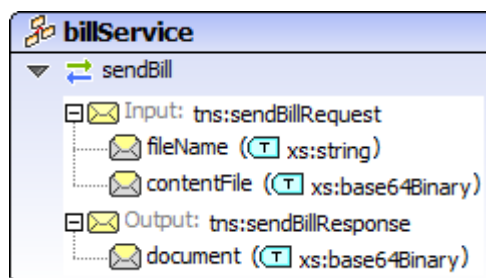 billService
sendBill
Input: tns:sendBillRequest
fileName (T xs:string)
contentFile (T xs:base64Binary)
Output: tns:sendBillResponse
document (T xs:base64Binary)